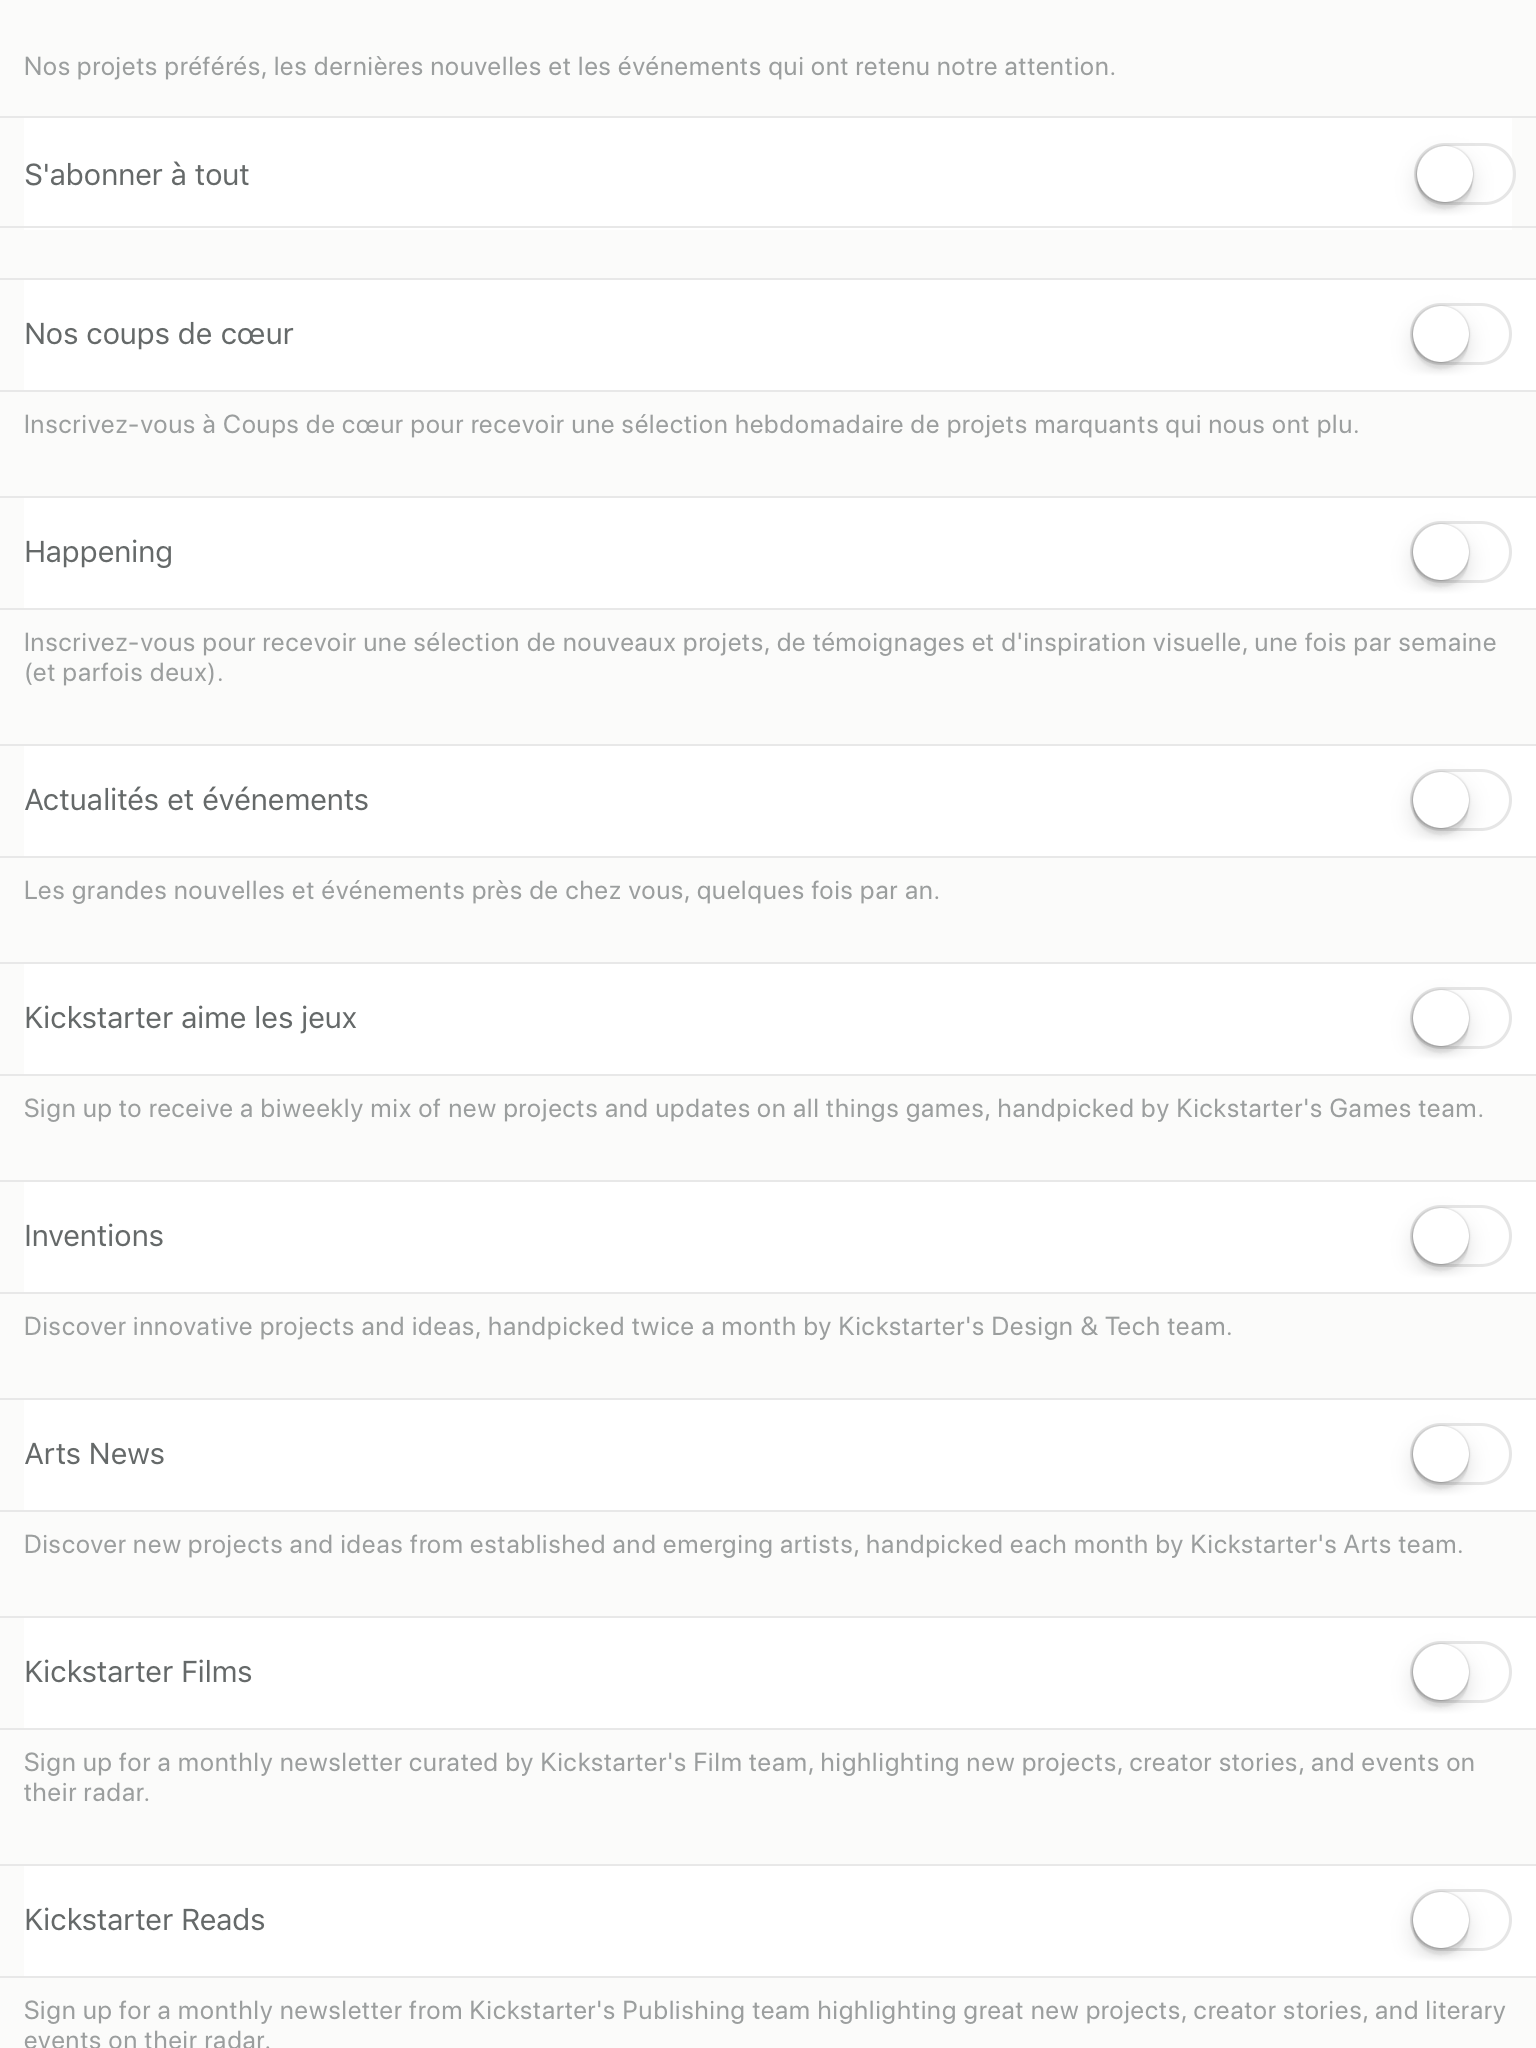 Nos projets préférés, les dernières nouvelles et les événements qui ont retenu notre attention.
S'abonner à tout
Nos coups de cœur
Inscrivez-vous à Coups de cœur pour recevoir une sélection hebdomadaire de projets marquants qui nous ont plu.
Happening
Inscrivez-vous pour recevoir une sélection de nouveaux projets, de témoignages et d'inspiration visuelle, une fois par semaine
(et parfois deux).
Actualités et événements
Les grandes nouvelles et événements près de chez vous, quelques fois par an.
Kickstarter aime les jeux
Sign up to receive a biweekly mix of new projects and updates on all things games, handpicked by Kickstarter's Games team.
Inventions
Discover innovative projects and ideas, handpicked twice a month by Kickstarter's Design & Tech team.
Arts News
Discover new projects and ideas from established and emerging artists, handpicked each month by Kickstarter's Arts team.
Kickstarter Films
Sign up for a monthly newsletter curated by Kickstarter's Film team, highlighting new projects, creator stories, and events on
their radar.
Kickstarter Reads
Sign up for a monthly newsletter from Kickstarter's Publishing team highlighting great new projects, creator stories, and literary
events on their radar.